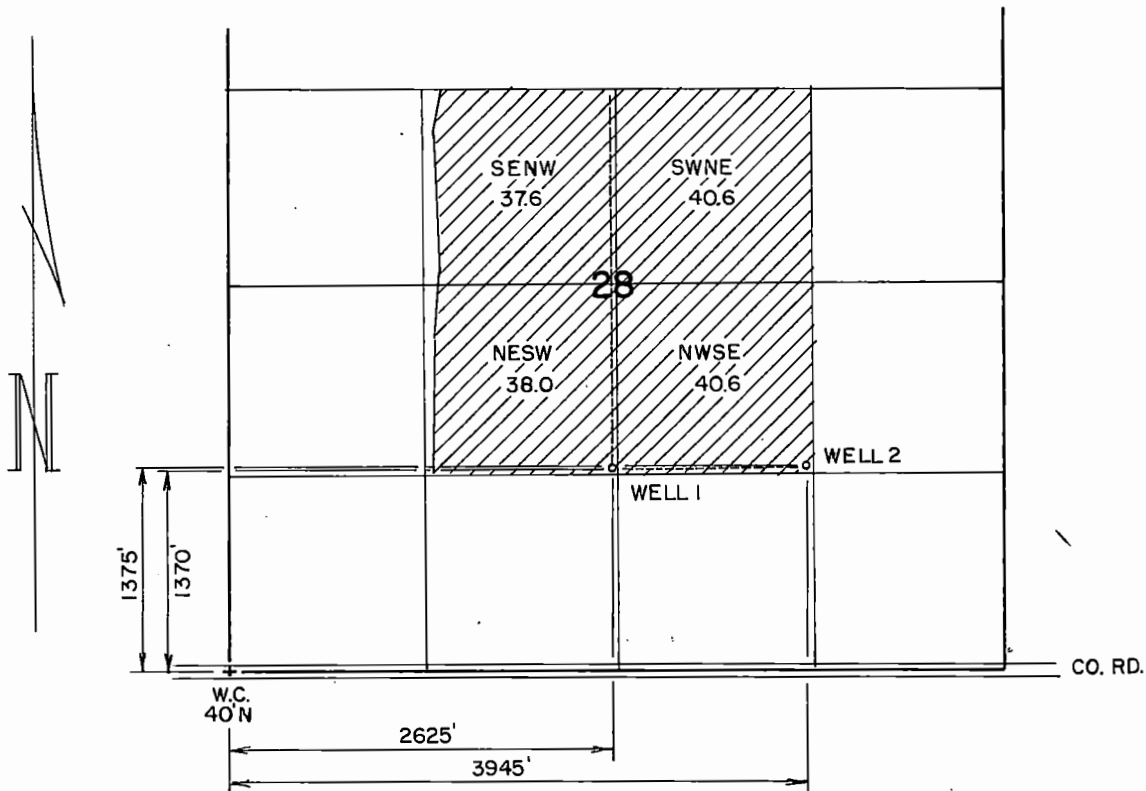 SENW
37.6
SWNE
40.6
28
NESW
38.0
NWSE
40.6
N
WELL 2
WELL 1
1375'
1370'
CO. RD.
W.C.
40'N
2625'
3945'